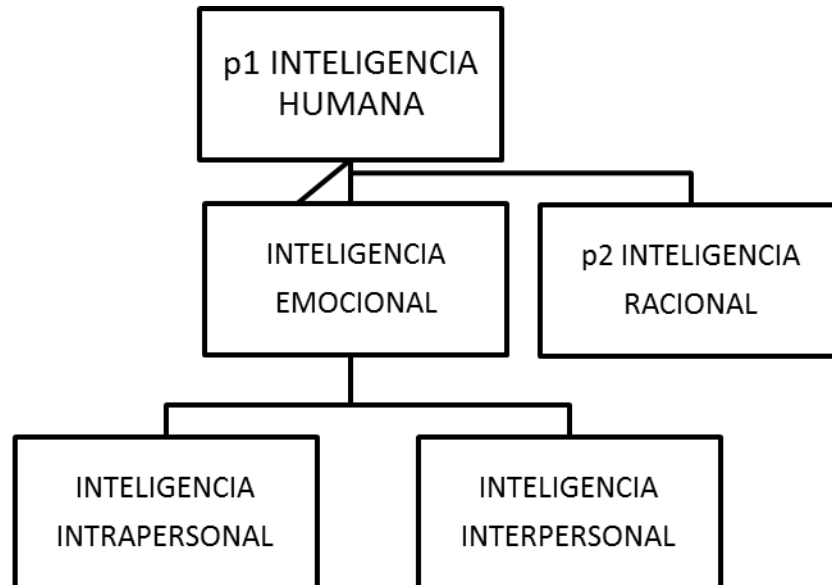 p1 INTELIGENCIA
HUMANA
INTELIGENCIA
EMOCIONAL
p2 INTELIGENCIA
RACIONAL
INTELIGENCIA
INTRAPERSONAL
INTELIGENCIA
INTERPERSONAL